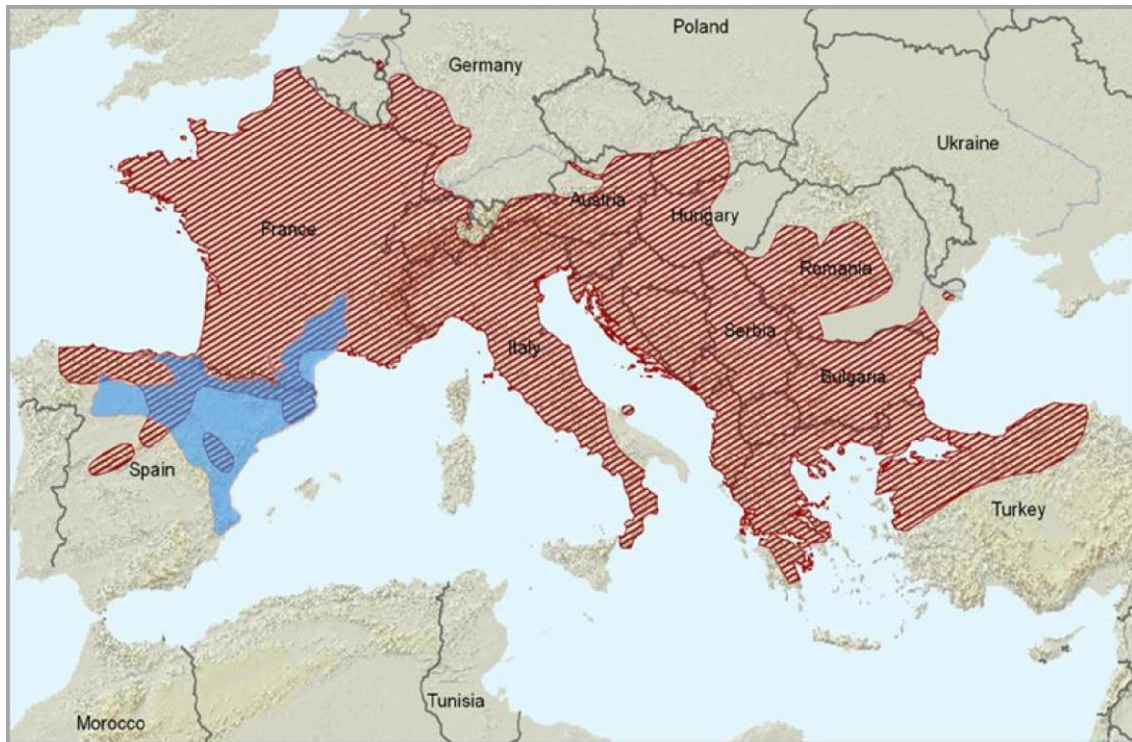 Poland
Germany
Ukraine
Austria
Hungary
France
Romania
Serbia
Italy
Bulgaria
Spain
Turkey
Tunisia
Morocco